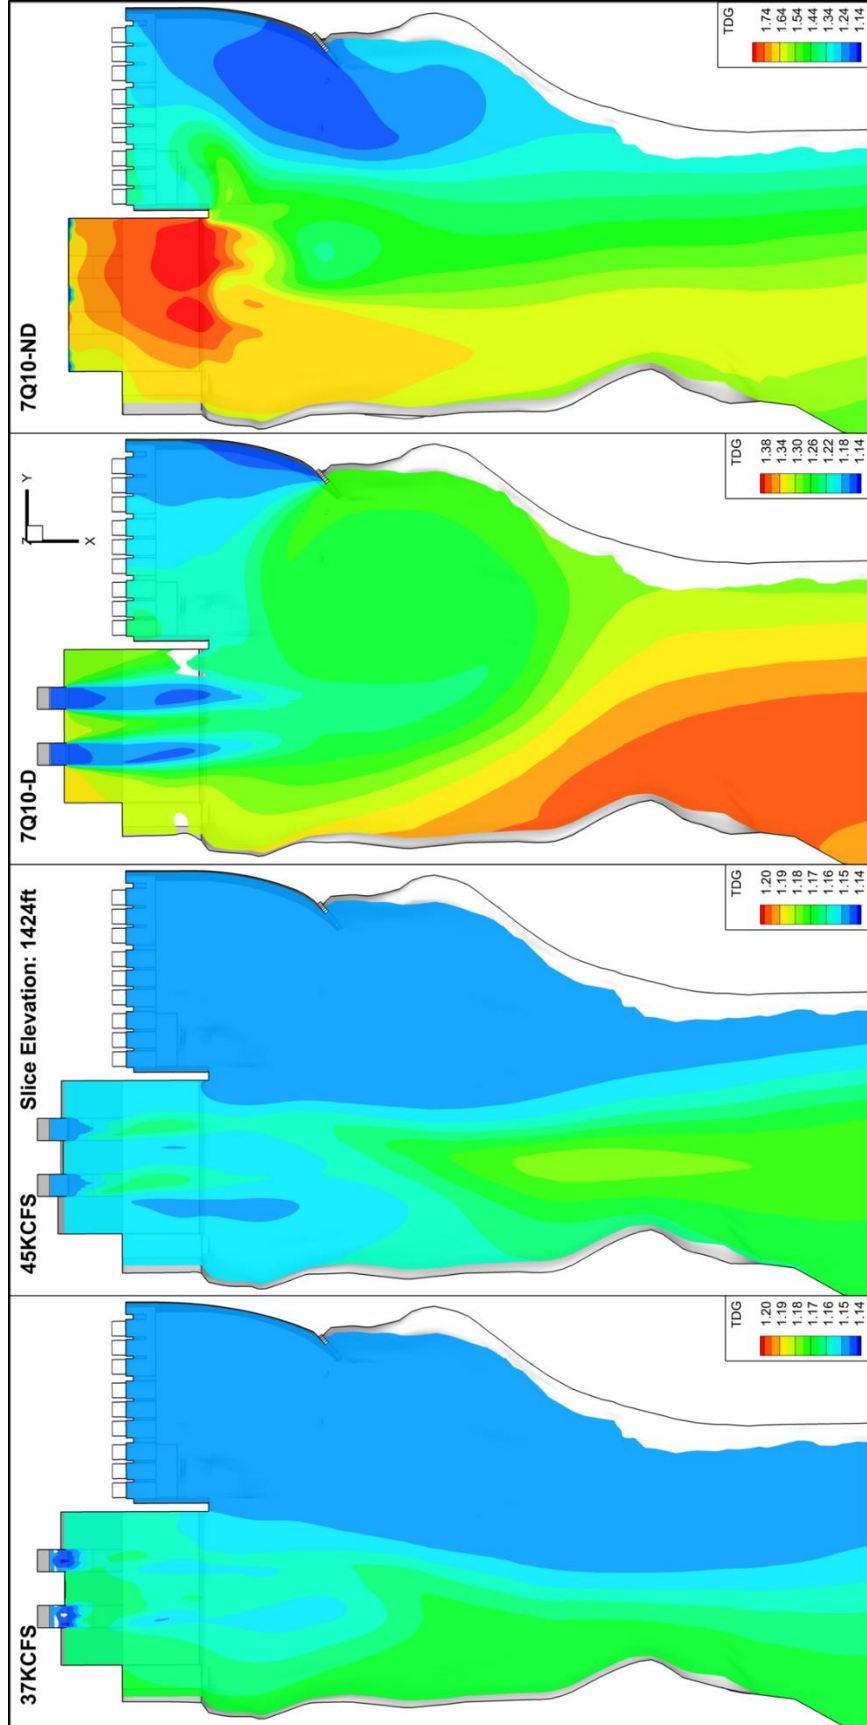 37KCFS
TDG
1.20
1.19
1.18
1.17
1.16
1.15
1.14
45KCFS
Slice Elevation: 1424ft
TDG
1.20
1.19
1.18
1.17
1.16
1.15
1.14
7Q10-D
Z
Y
X
TDG
1.38
1.34
1.30
1.26
1.22
1.18
1.14
7Q10-ND
TDG
1.74
1.64
1.54
1.44
1.34
1.24
1.14